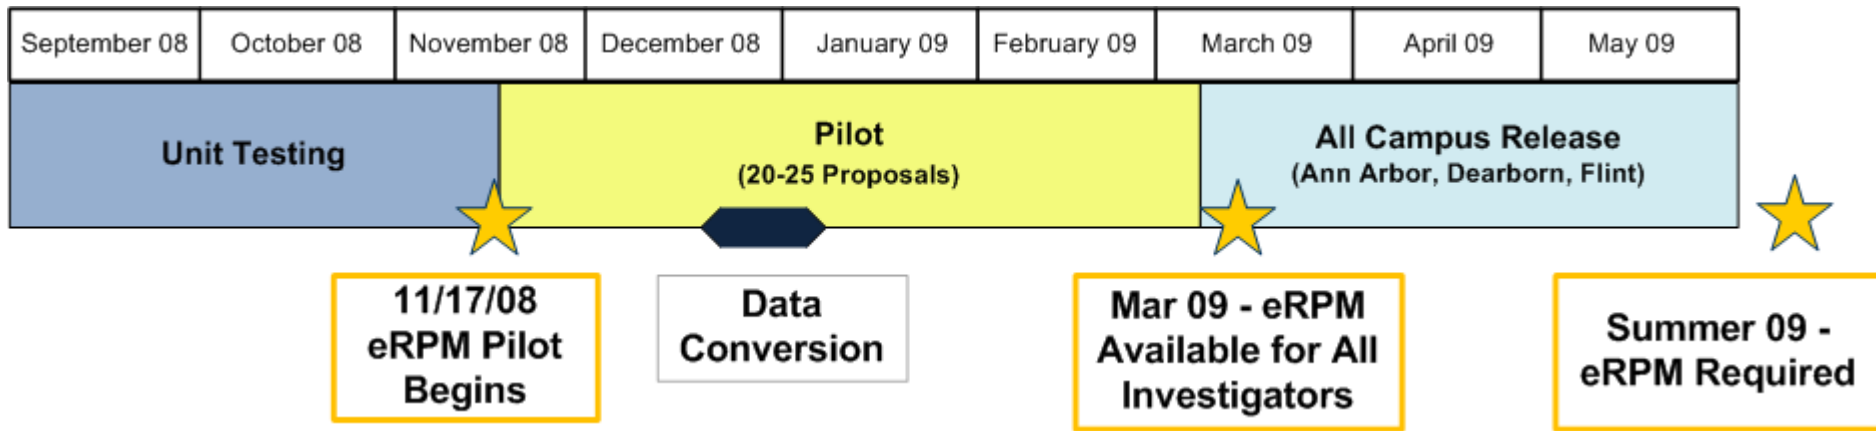 September 08
October 08
November 08
December 08
January 09
February 09
March 09
April 09
May 09
Unit Testing
Pilot
(20-25 Proposals)
All Campus Release
(Ann Arbor, Dearborn, Flint)
11/17/08
eRPM Pilot
Begins
Data
Conversion
Mar 09 - eRPM
Available for All
Investigators
Summer 09 -
eRPM Required